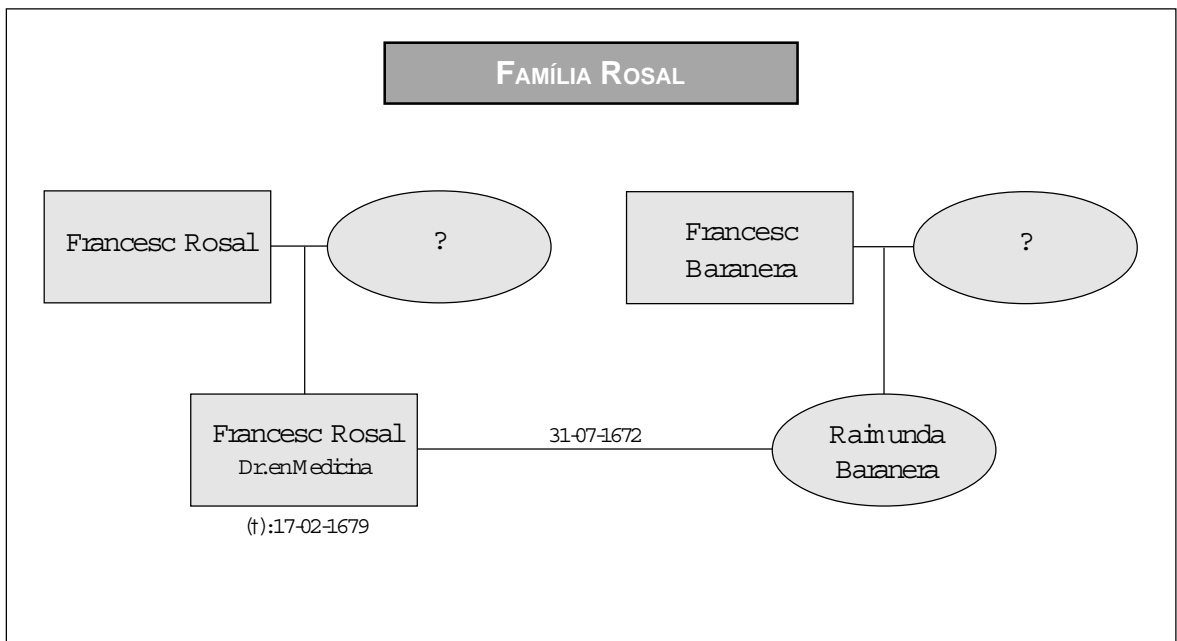 FAMÍLIA ROSAL
Francesc Rosal
?
Francesc
Baranera
?
Francesc Rosal
Dr. en Medicina
31-07-1672
Raimunda
Baranera
(†):17-02-1679